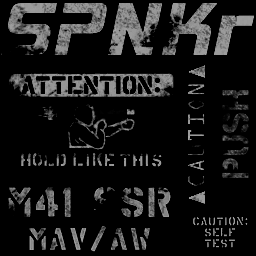 SPNKr
ATTENTION:
HOLD LIKE THIS
M41 SSR
MAV/AW
▲CAUTION▲
PUSH
CAUTION:
SELF
TEST